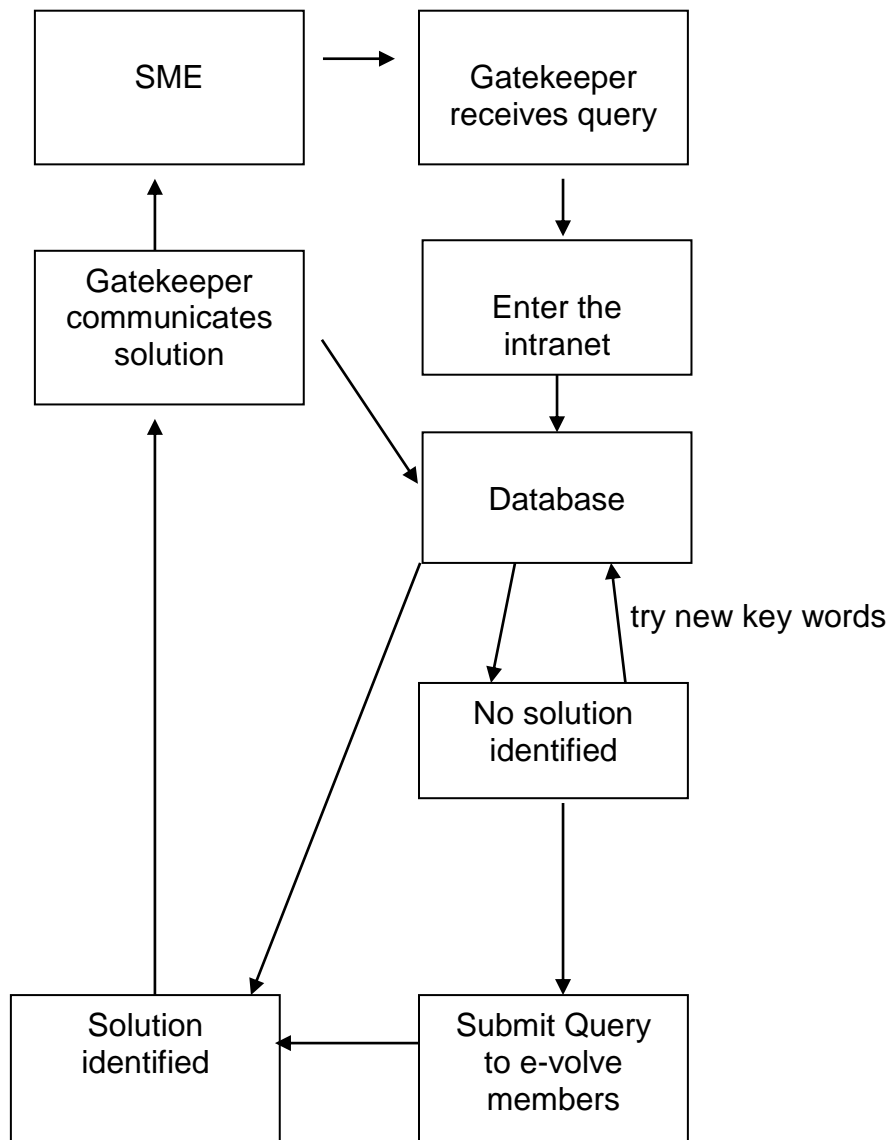 SME
Gatekeeper
receives query
Gatekeeper
communicates
solution
Enter the
intranet
Database
try new key words
No solution
identified
Solution
identified
Submit Query
to e-volve
members